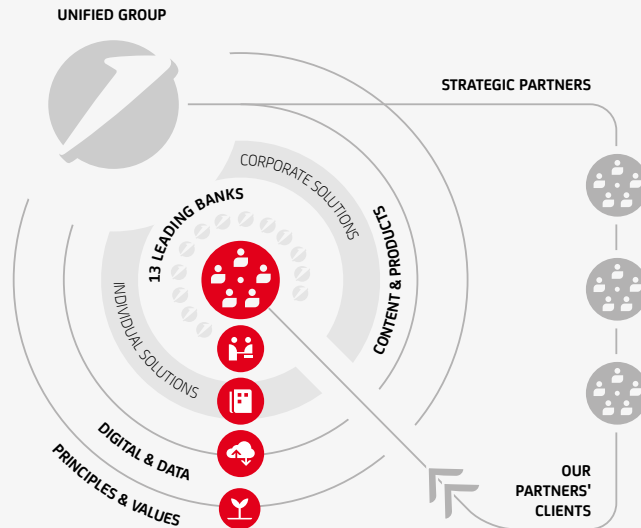 UNIFIED GROUP
STRATEGIC PARTNERS
CORPORATE SOLUTIONS
13 LEADING BANKS
CONTENT & PRODUCTS
INDIVIDUAL SOLUTIONS
DIGITAL & DATA
PRINCIPLES & VALUES
OUR
PARTNERS'
CLIENTS